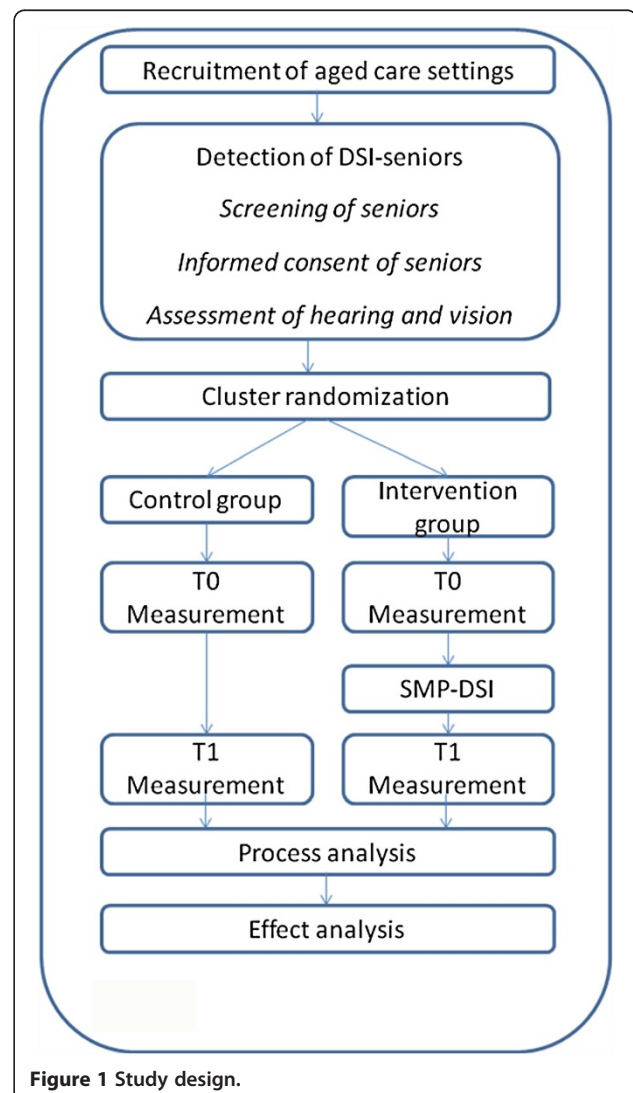 Recruitment of aged care settings
Detection of DSI-seniors
Screening of seniors
Informed consent of seniors
Assessment of hearing and vision
Cluster randomization
Control group
Intervention
group
T0
Measurement
T0
Measurement
SMP-DSI
T1
Measurement
T1
Measurement
Process analysis
Effect analysis
Figure 1 Study design.